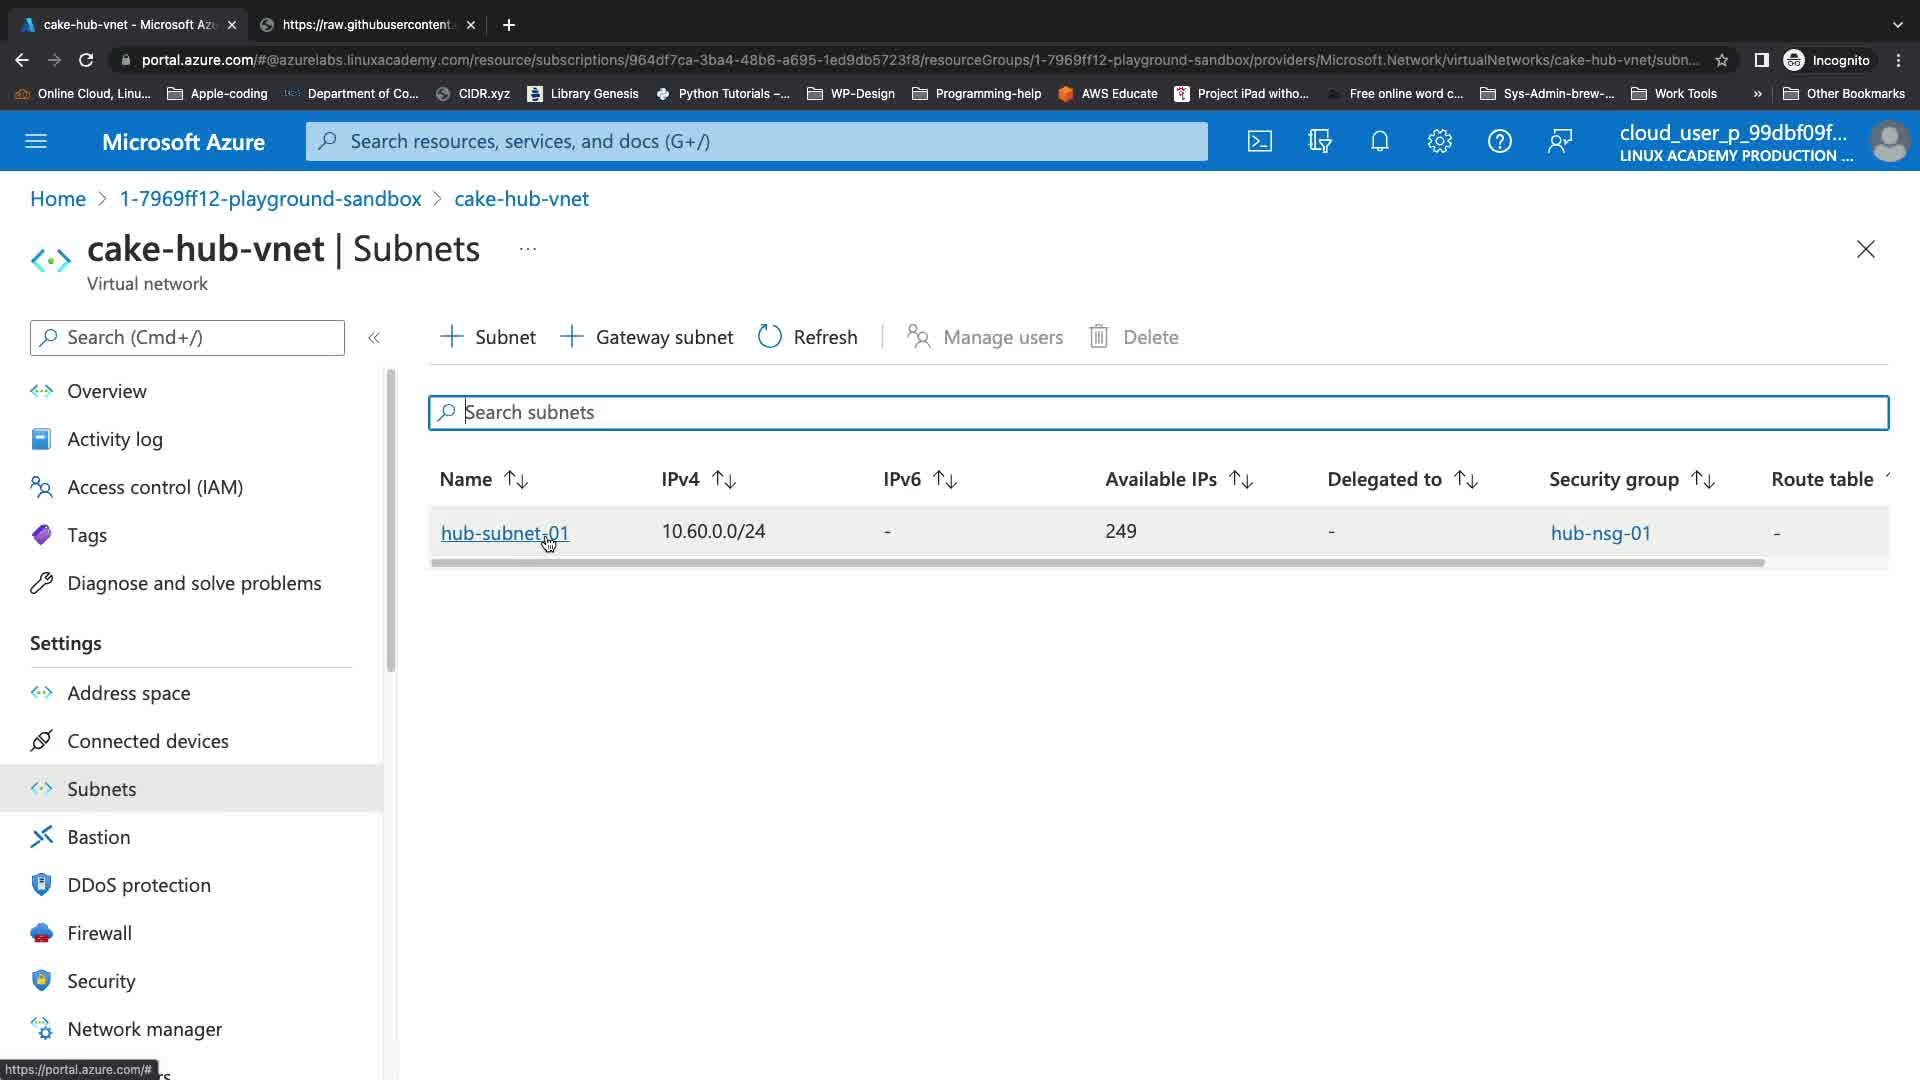 cake-hub-vnet - Microsoft Azu
https://raw.githubusercontent.
portal.azure.com/#@azurelabs.linuxacademy.com/resource/subscriptions/964df7ca-3ba4-48b6-a695-1ed9db5723f8/resourceGroups/1-7969ff12-playground-sandbox/providers/Microsoft.Network/virtualNetworks/cake-hub-vnet/subn...
Incognito
Online Cloud, Linu...
Apple-coding
Department of Co...
CIDR.xyz
Library Genesis
Python Tutorials –...
WP-Design
Programming-help
AWS Educate
Project iPad witho...
Free online word c...
Sys-Admin-brew-...
Work Tools
»
Other Bookmarks
Microsoft Azure
Search resources, services, and docs (G+/)
cloud_user_p_99dbf09f...
LINUX ACADEMY PRODUCTION ...
Home > 1-7969ff12-playground-sandbox > cake-hub-vnet
cake-hub-vnet | Subnets ...
Virtual network
Search (Cmd+/)
«
Subnet
Gateway subnet
Refresh
Manage users
Delete
Overview
Activity log
Access control (IAM)
Tags
Diagnose and solve problems
Settings
Address space
Connected devices
Subnets
Bastion
DDoS protection
Firewall
Security
Network manager
Search subnets
Name IPv4 IPv6 Available IPs Delegated to Security group Route table
hub-subnet-01 10.60.0.0/24 - 249 - hub-nsg-01 -
https://portal.azure.com/#